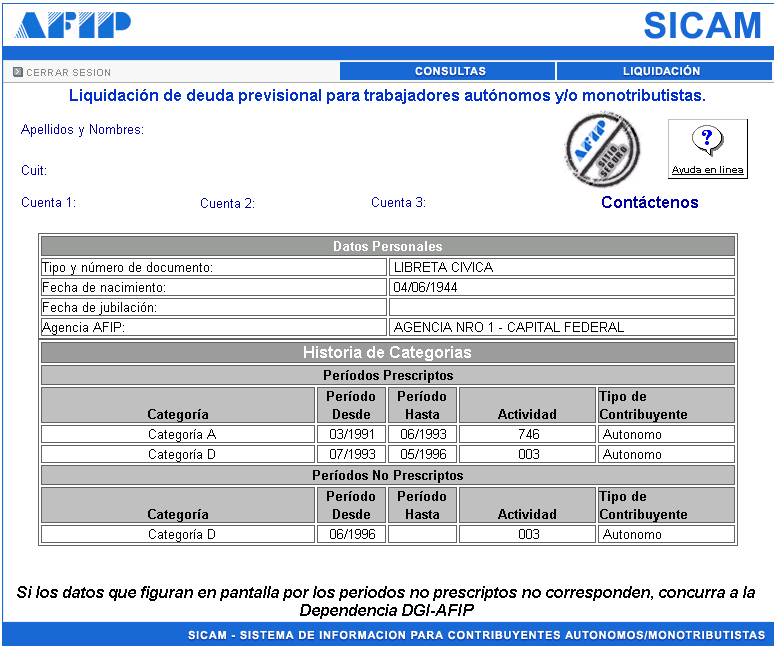 AFIP
SICAM
CERRAR SESION
CONSULTAS
LIQUIDACIÓN
Liquidación de deuda previsional para trabajadores autónomos y/o monotributistas.
Apellidos y Nombres:
AFIP
SITIO
SEGURO
?
Ayuda en linea
Cuit:
Cuenta 1:
Cuenta 2:
Cuenta 3:
Contáctenos
Datos Personales
Tipo y número de documento: LIBRETA CIVICA
Fecha de nacimiento: 04/06/1944
Fecha de jubilación:
Agencia AFIP: AGENCIA NRO 1 - CAPITAL FEDERAL
Historia de Categorias
Períodos Prescriptos
Categoría Período Desde Período Hasta Actividad Tipo de Contribuyente
Categoría A 03/1991 06/1993 746 Autonomo
Categoría D 07/1993 05/1996 003 Autonomo
Períodos No Prescriptos
Categoría Período Desde Período Hasta Actividad Tipo de Contribuyente
Categoría D 06/1996 003 Autonomo
Si los datos que figuran en pantalla por los periodos no prescriptos no corresponden, concurra a la
Dependencia DGI-AFIP
SICAM - SISTEMA DE INFORMACION PARA CONTRIBUYENTES AUTONOMOS/MONOTRIBUTISTAS